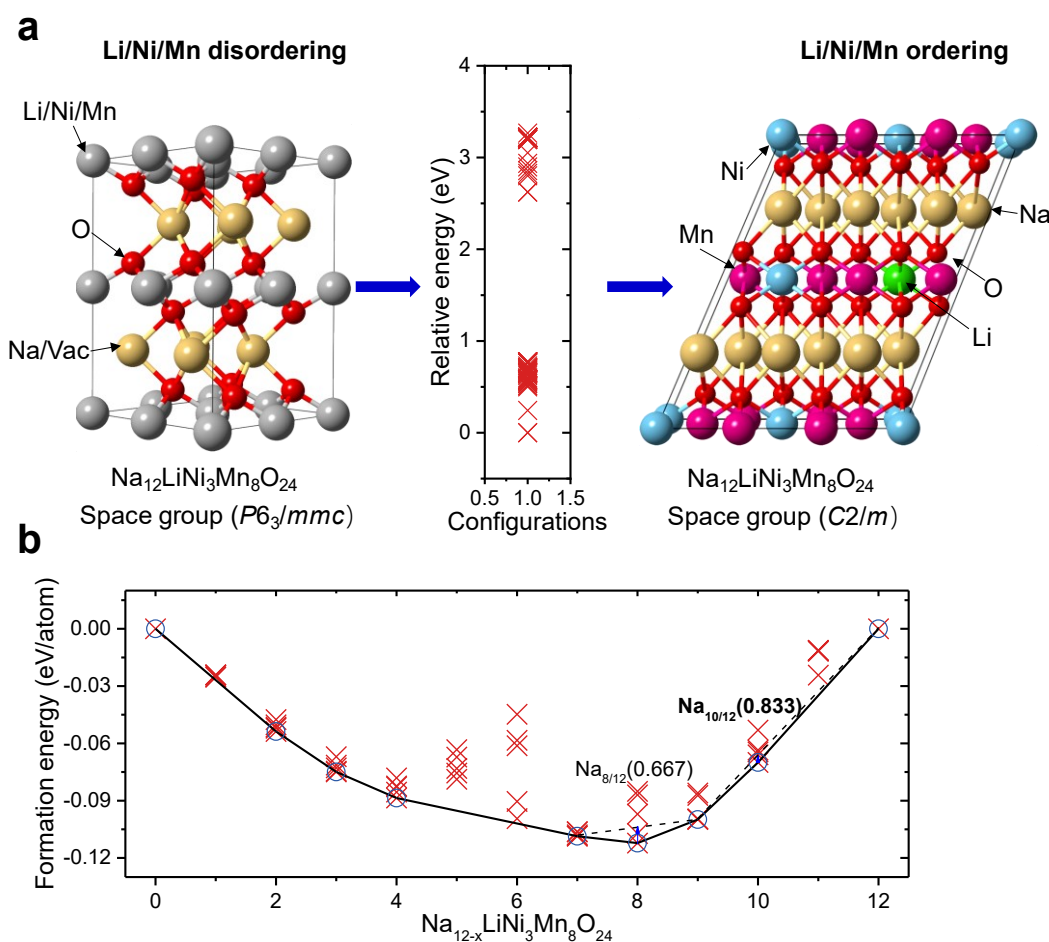 a
Li/Ni/Mn disordering
Li/Ni/Mn ordering
Li/Ni/Mn
O
Na/Vac
Na₁₂LiNi₃Mn₈O₂₄
Space group (P6₃/mmc)
4
3
2
1
0
Relative energy (eV)
0.5 1.0 1.5
Configurations
Ni
Na
Mn
O
Li
Na₁₂LiNi₃Mn₈O₂₄
Space group (C2/m)
b
Formation energy (eV/atom)
0.00
-0.03
-0.06
-0.09
-0.12
Na₈/₁₂(0.667)
Na₁₀/₁₂(0.833)
0 2 4 6 8 10 12
Na₁₂₋ₓLiNi₃Mn₈O₂₄